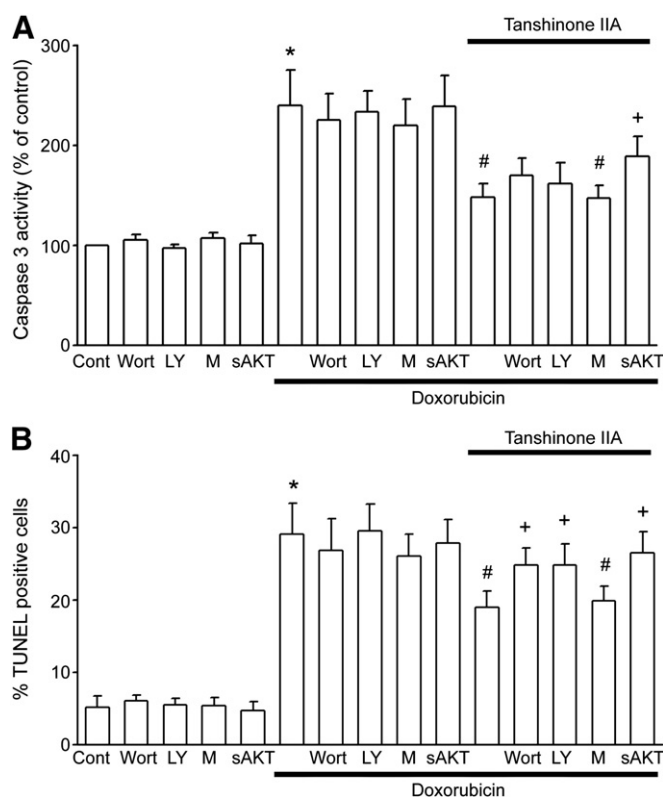 A
Tanshinone IIA
Caspase 3 activity (% of control)
300
200
100
0
*
#
#
+
Cont Wort LY M sAKT Wort LY M sAKT Wort LY M sAKT
Doxorubicin
B
Tanshinone IIA
% TUNEL positive cells
40
30
20
10
0
*
#
+
+
#
+
Cont Wort LY M sAKT Wort LY M sAKT Wort LY M sAKT
Doxorubicin